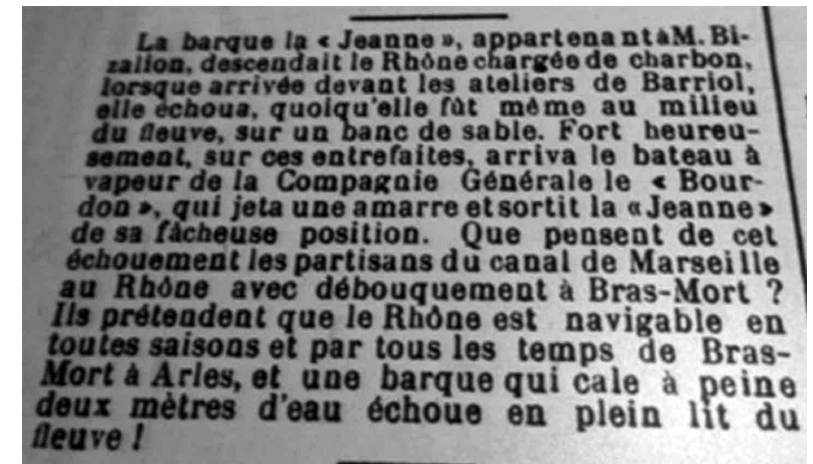 La barque la « Jeanne », appartenant à M. Bi-
zalion, descendait le Rhône chargée de charbon,
lorsque arrivée devant les ateliers de Barriol,
elle échoua, quoiqu'elle fût même au milieu
du fleuve, sur un banc de sable. Fort heureu-
sement, sur ces entrefaites, arriva le bateau à
vapeur de la Compagnie Générale le « Bour-
don », qui jeta une amarre et sortit la « Jeanne »
de sa fâcheuse position. Que pensent de cet
échouement les partisans du canal de Marseille
au Rhône avec débouquement à Bras-Mort ?
Ils prétendent que le Rhône est navigable en
toutes saisons et par tous les temps de Bras-
Mort à Arles, et une barque qui cale à peine
deux mètres d'eau échoue en plein lit du
fleuve !